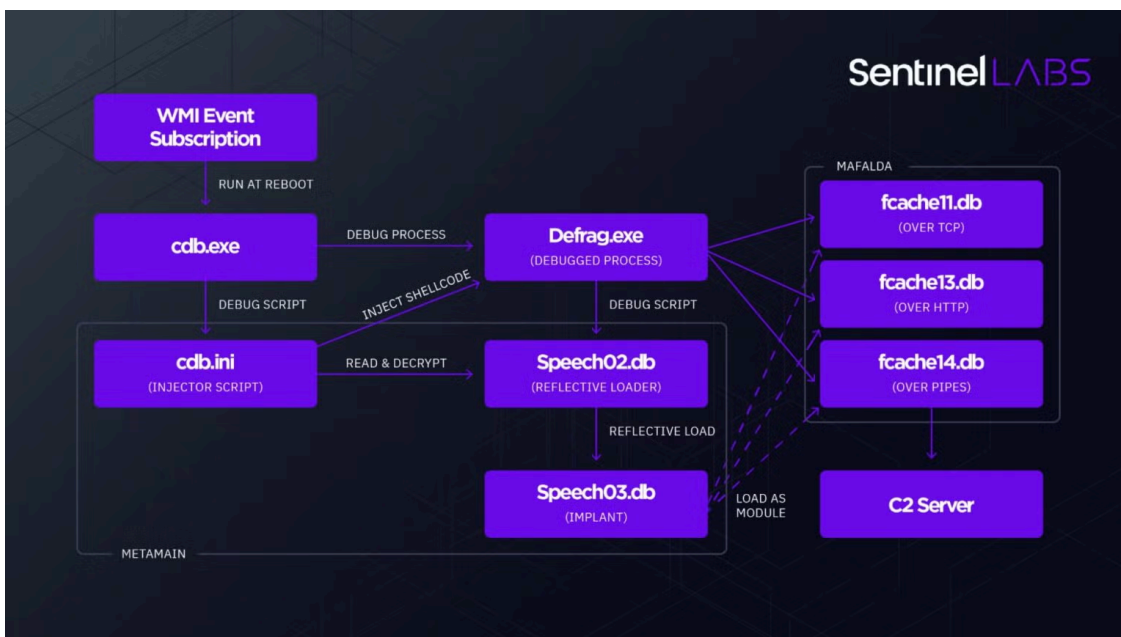 SentinelLABS
WMI Event
Subscription
RUN AT REBOOT
MAFALDA
fcache11.db
(OVER TCP)
cdb.exe
DEBUG PROCESS
Defrag.exe
(DEBUGGED PROCESS)
fcache13.db
(OVER HTTP)
DEBUG SCRIPT
INJECT SHELLCODE
DEBUG SCRIPT
cdb.ini
(INJECTOR SCRIPT)
READ & DECRYPT
Speech02.db
(REFLECTIVE LOADER)
fcache14.db
(OVER PIPES)
REFLECTIVE LOAD
Speech03.db
(IMPLANT)
LOAD AS
MODULE
C2 Server
METAMAIN